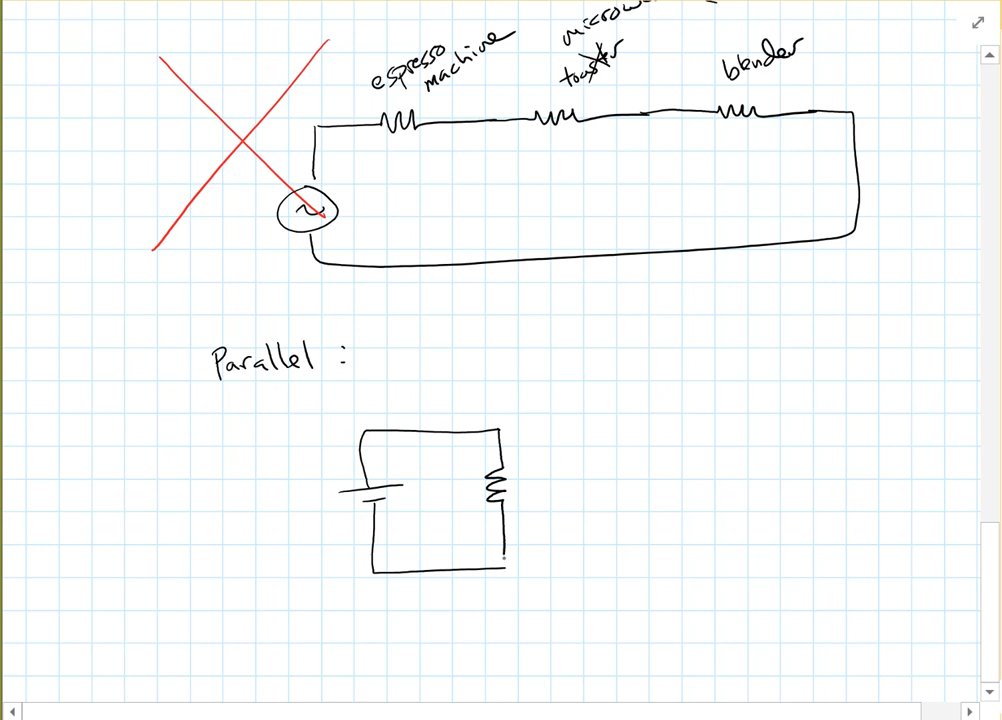 espresso
machine
toaster
blender
Parallel :